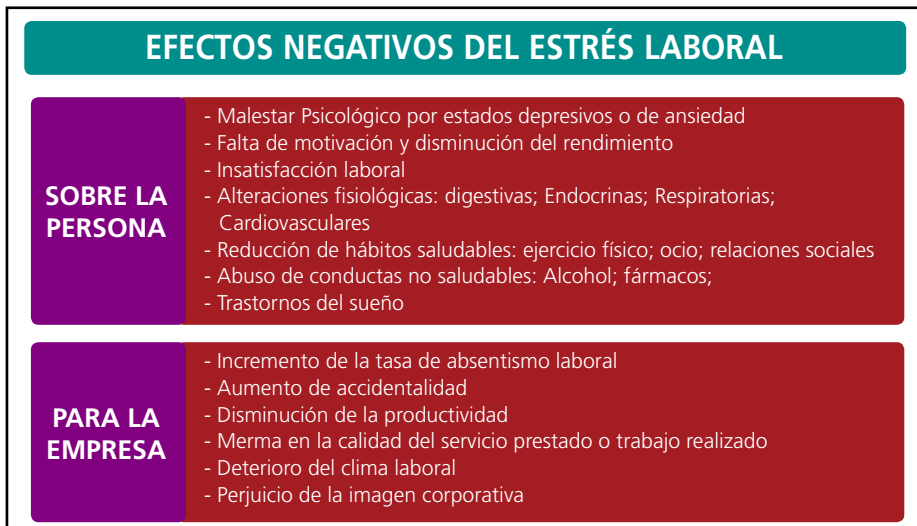 EFECTOS NEGATIVOS DEL ESTRÉS LABORAL
SOBRE LA
PERSONA
- Malestar Psicológico por estados depresivos o de ansiedad
- Falta de motivación y disminución del rendimiento
- Insatisfacción laboral
- Alteraciones fisiológicas: digestivas; Endocrinas; Respiratorias;
Cardiovasculares
- Reducción de hábitos saludables: ejercicio físico; ocio; relaciones sociales
- Abuso de conductas no saludables: Alcohol; fármacos;
- Trastornos del sueño
PARA LA
EMPRESA
- Incremento de la tasa de absentismo laboral
- Aumento de accidentalidad
- Disminución de la productividad
- Merma en la calidad del servicio prestado o trabajo realizado
- Deterioro del clima laboral
- Perjuicio de la imagen corporativa